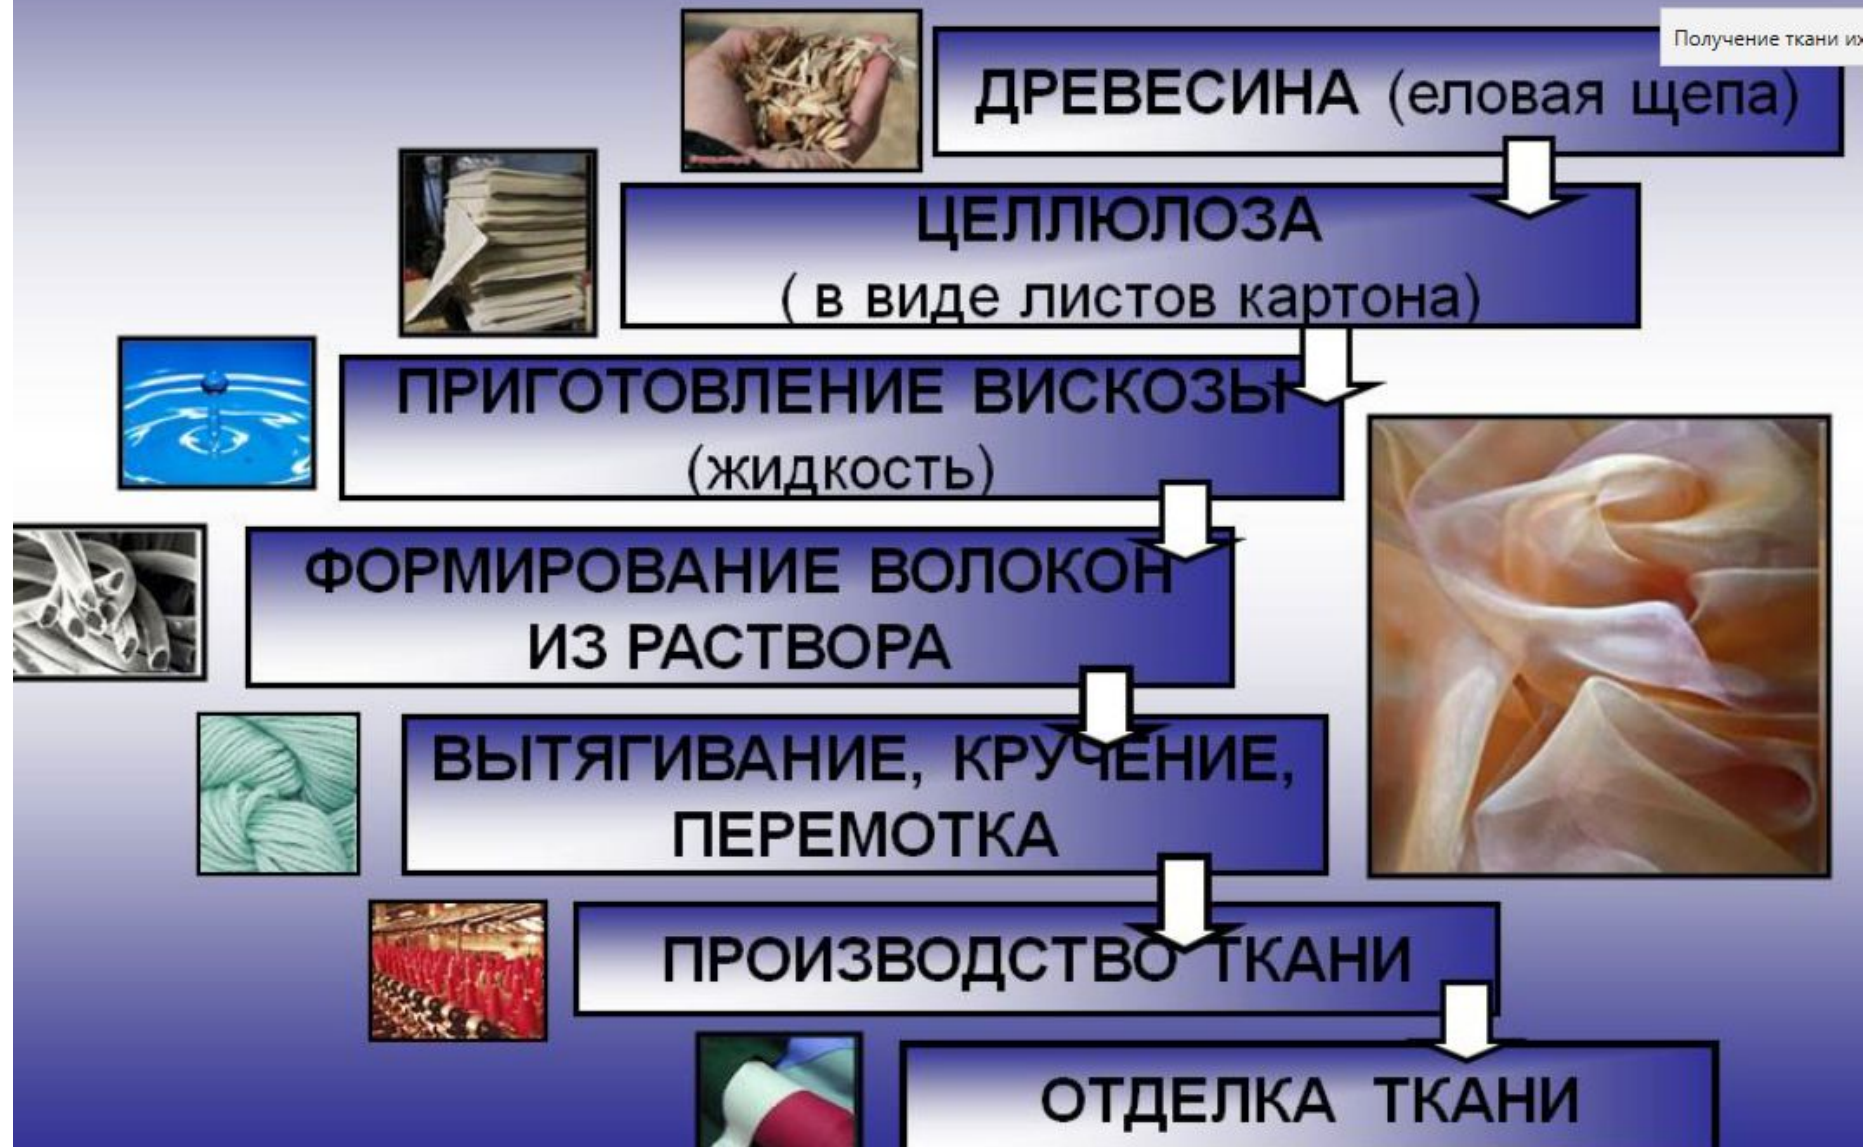 Получение ткани их
ДРЕВЕСИНА (еловая щепа)
ЦЕЛЛЮЛОЗА
( в виде листов картона)
ПРИГОТОВЛЕНИЕ ВИСКОЗЫ
(жидкость)
ФОРМИРОВАНИЕ ВОЛОКОН
ИЗ РАСТВОРА
ВЫТЯГИВАНИЕ, КРУЧЕНИЕ,
ПЕРЕМОТКА
ПРОИЗВОДСТВО ТКАНИ
ОТДЕЛКА ТКАНИ